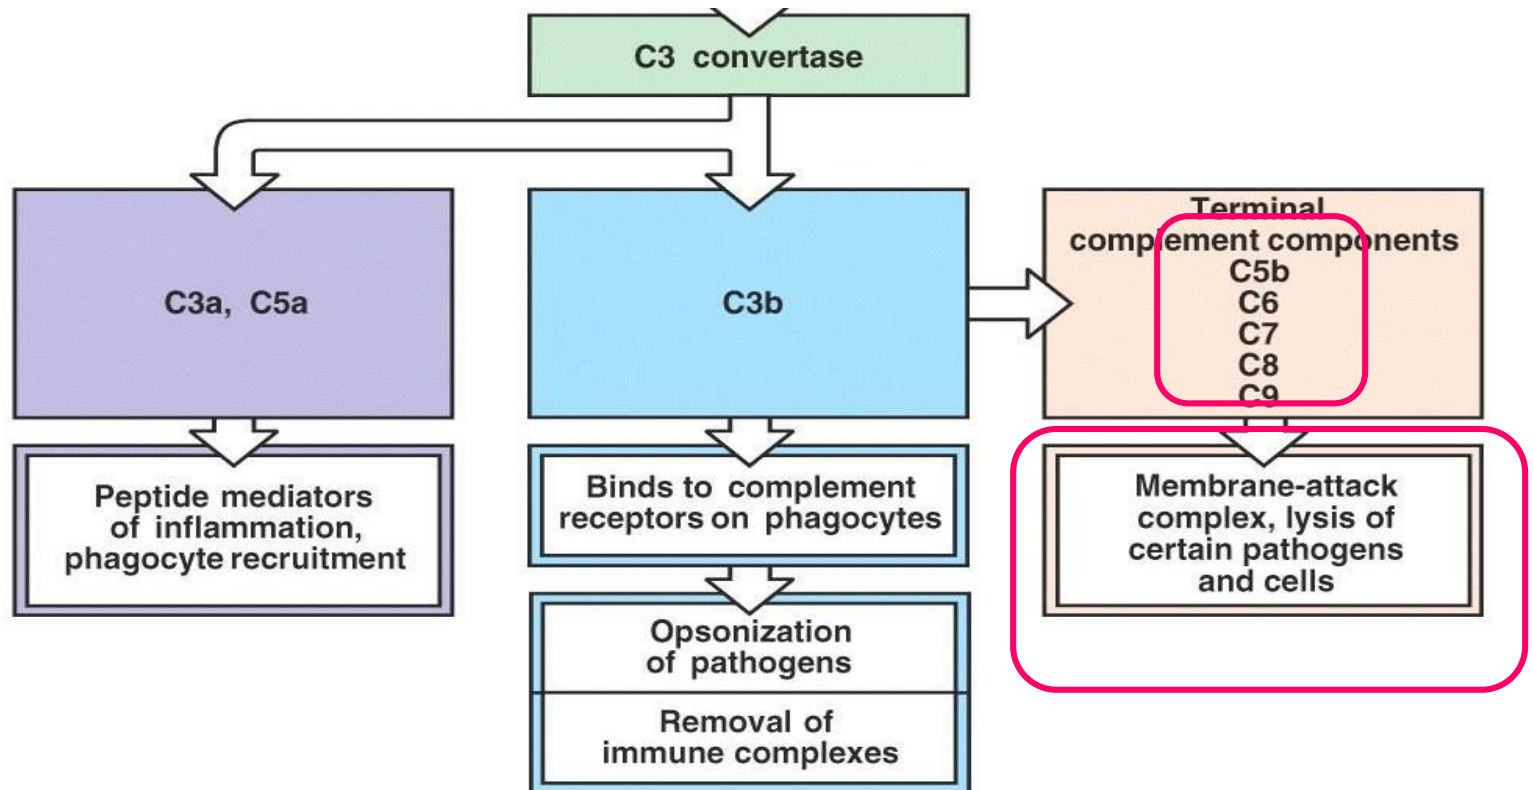 C3 convertase
C3a, C5a
Peptide mediators
of inflammation,
phagocyte recruitment
C3b
Binds to complement
receptors on phagocytes
Opsonization
of pathogens
Removal of
immune complexes
Terminal
complement components
C5b
C6
C7
C8
C9
Membrane-attack
complex, lysis of
certain pathogens
and cells